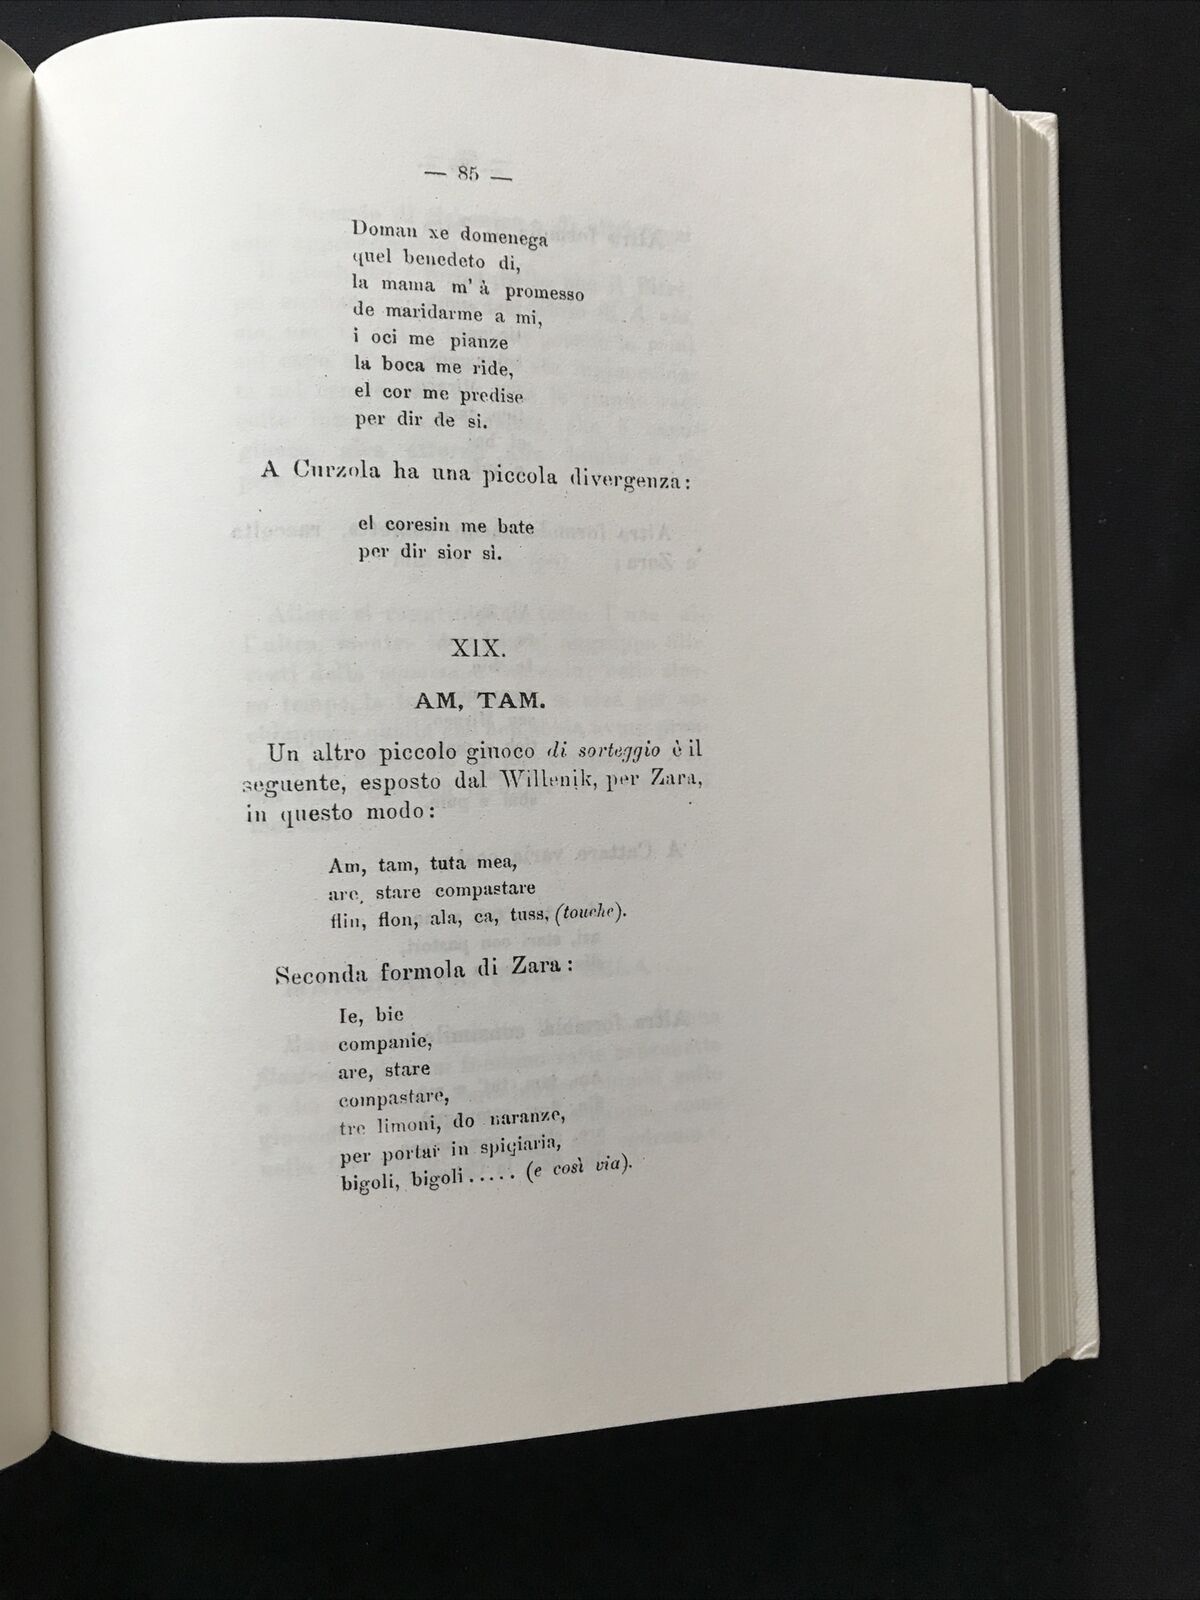 — 85 —
Doman xe domenega
quel benedeto di,
la mama m' à promesso
de maridarme a mi,
i oci me pianze
la boca me ride,
el cor me predise
per dir de si.
A Curzola ha una piccola divergenza:
el coresin me bate
per dir sior sì.
XIX.
AM, TAM.
Un altro piccolo giuoco di sorteggio è il
seguente, esposto dal Willenik, per Zara,
in questo modo:
Am, tam, tuta mea,
are, stare compastare
flin, flon, ala, ca, tuss, (touche).
Seconda formola di Zara:
Ie, bie
companie,
are, stare
compastare,
tre limoni, do naranze,
per portar in spiçiaria,
bigoli, bigoli ..... (e così via).